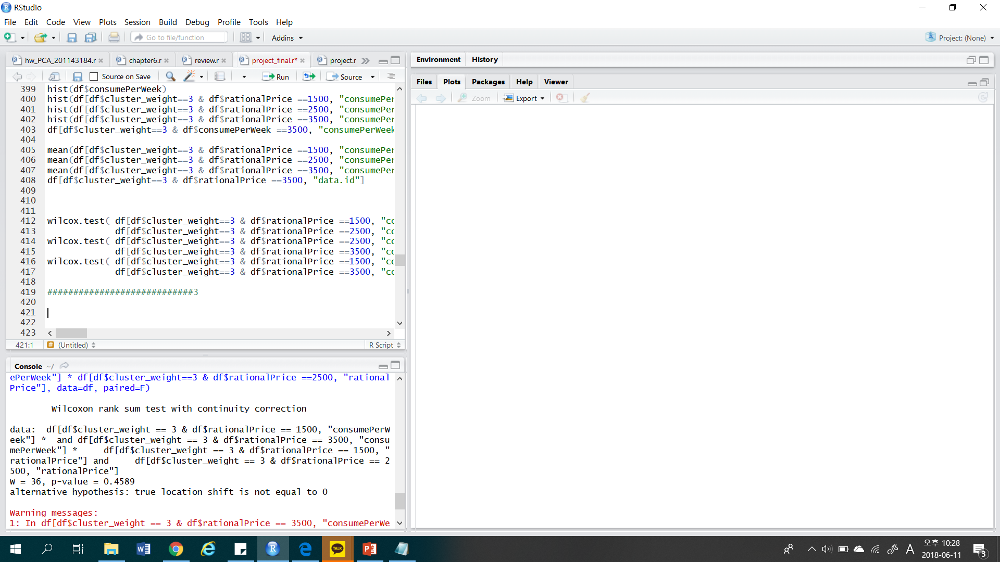 RStudio
File Edit Code View Plots Session Build Debug Profile Tools Help
Go to file/function Addins Project: (None)
hw_PCA_201143184.r chapter6.r review.r project_final.r* project.r
Source on Save Run Source
399 hist(df$consumePerWeek)
400 hist(df[df$cluster_weight==3 & df$rationalPrice ==1500, "consumePer
401 hist(df[df$cluster_weight==3 & df$rationalPrice ==2500, "consumePer
402 hist(df[df$cluster_weight==3 & df$rationalPrice ==3500, "consumePer
403 df[df$cluster_weight==3 & df$consumePerWeek ==3500, "consumePerWeek
404
405 mean(df[df$cluster_weight==3 & df$rationalPrice ==1500, "consumePer
406 mean(df[df$cluster_weight==3 & df$rationalPrice ==2500, "consumePer
407 mean(df[df$cluster_weight==3 & df$rationalPrice ==3500, "consumePer
408 df[df$cluster_weight==3 & df$rationalPrice ==3500, "data.id"]
409
410
411
412 wilcox.test( df[df$cluster_weight==3 & df$rationalPrice ==1500, "co
413 df[df$cluster_weight==3 & df$rationalPrice ==2500, "co
414 wilcox.test( df[df$cluster_weight==3 & df$rationalPrice ==2500, "co
415 df[df$cluster_weight==3 & df$rationalPrice ==3500, "co
416 wilcox.test( df[df$cluster_weight==3 & df$rationalPrice ==1500, "co
417 df[df$cluster_weight==3 & df$rationalPrice ==3500, "co
418
419 ############################3
420
421
422
423
421:1 # (Untitled) R Script
Console ~/
ePerWeek"] * df[df$cluster_weight==3 & df$rationalPrice ==2500, "rational
Price"], data=df, paired=F)
Wilcoxon rank sum test with continuity correction
data:  df[df$cluster_weight == 3 & df$rationalPrice == 1500, "consumePerW
eek"] *  and df[df$cluster_weight == 3 & df$rationalPrice == 3500, "consu
mePerWeek"] *     df[df$cluster_weight == 3 & df$rationalPrice == 1500, "
rationalPrice"] and     df[df$cluster_weight == 3 & df$rationalPrice == 2
500, "rationalPrice"]
W = 36, p-value = 0.4589
alternative hypothesis: true location shift is not equal to 0
Warning messages:
1: In df[df$cluster_weight == 3 & df$rationalPrice == 3500, "consumePerWe
Environment History
Files Plots Packages Help Viewer
Zoom Export
TALK
A
오후 10:28
2018-06-11
3